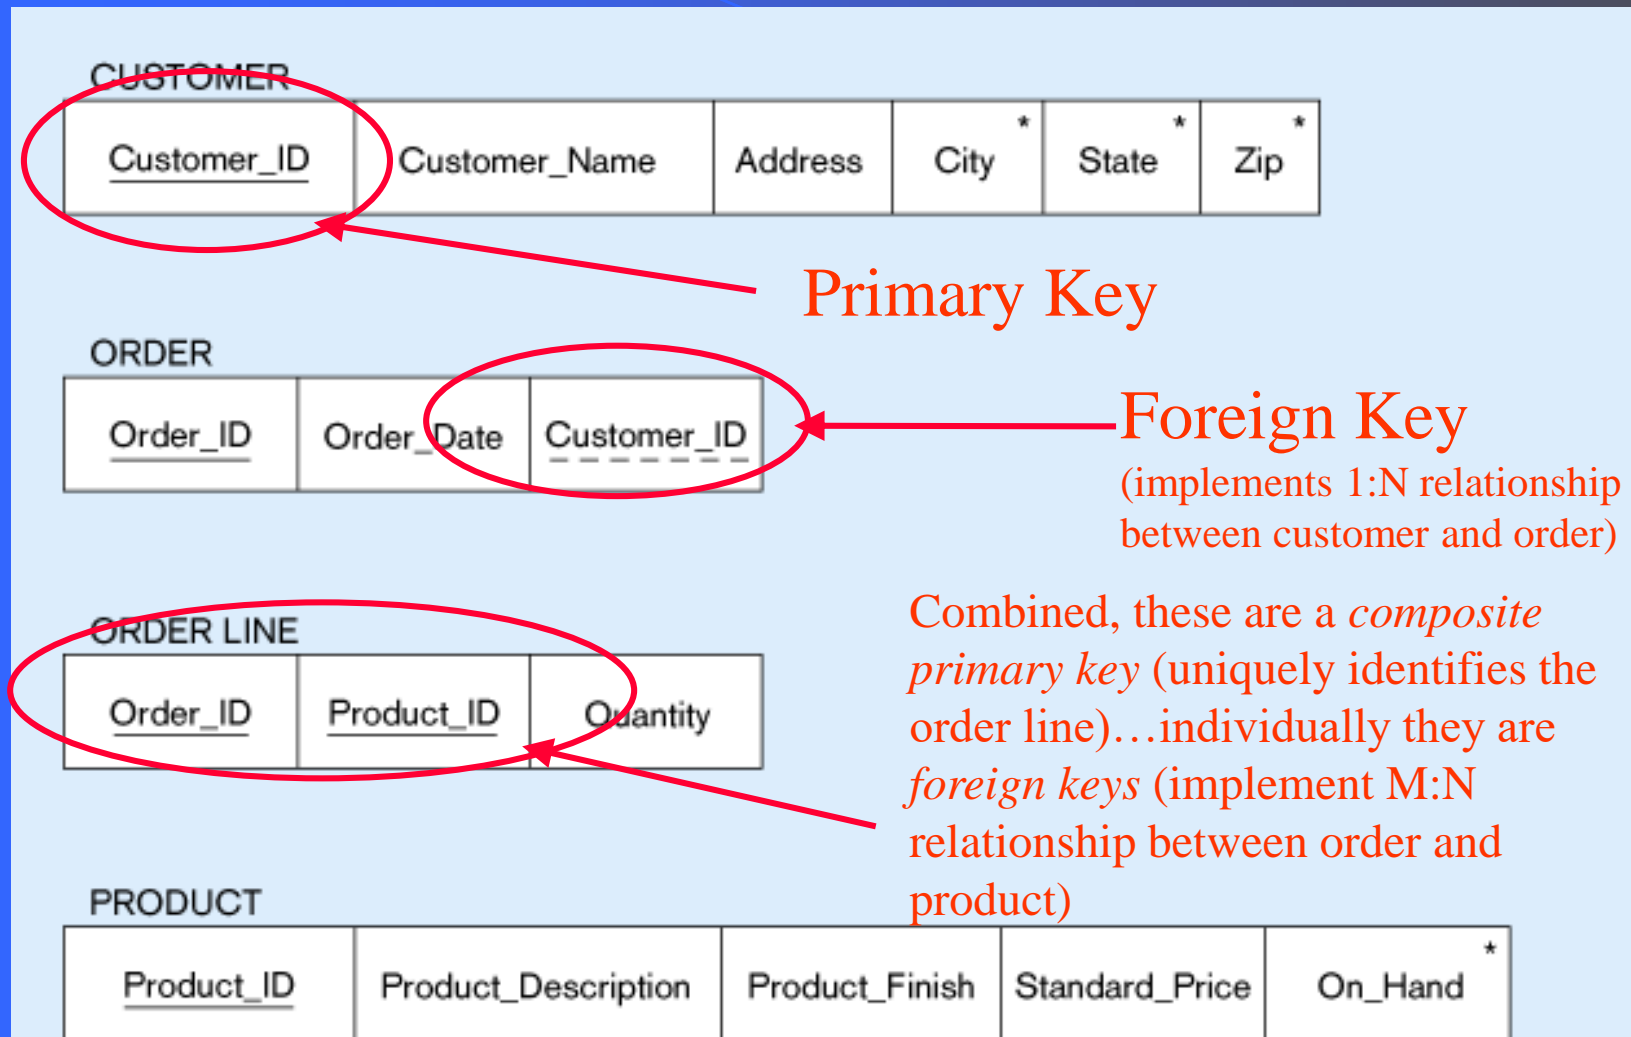 CUSTOMER
Customer_ID Customer_Name Address City * State * Zip *
Primary Key
ORDER
Order_ID Order_Date Customer_ID
Foreign Key
(implements 1:N relationship
between customer and order)
ORDER LINE
Order_ID Product_ID Quantity
Combined, these are a composite
primary key (uniquely identifies the
order line)…individually they are
foreign keys (implement M:N
relationship between order and
product)
PRODUCT
Product_ID Product_Description Product_Finish Standard_Price On_Hand *